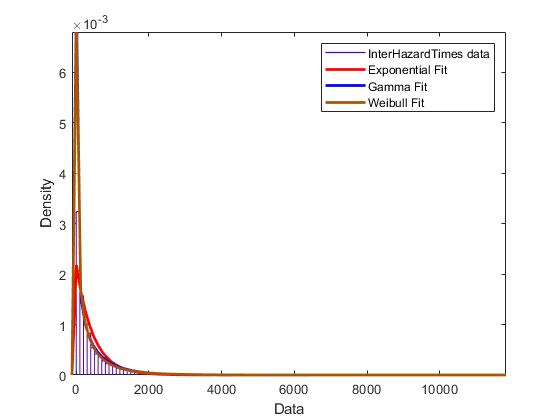 ×10⁻³
6
5
4
3
2
1
0
0
2000
4000
6000
8000
10000
Density
Data
InterHazardTimes data
Exponential Fit
Gamma Fit
Weibull Fit